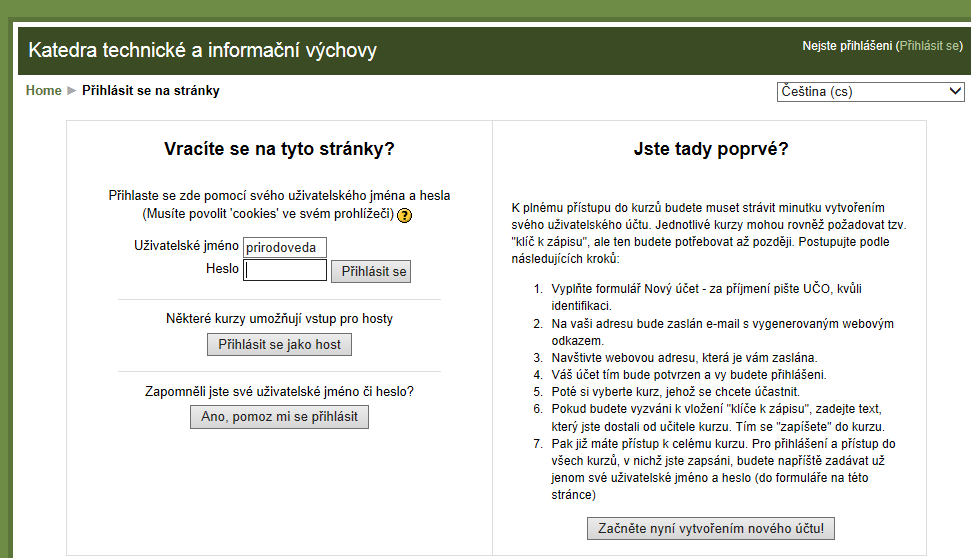 Katedra technické a informační výchovy
Nejste přihlášeni (Přihlásit se)
Home ► Přihlásit se na stránky
Čeština (cs)
Vracíte se na tyto stránky?
Přihlaste se zde pomocí svého uživatelského jména a hesla
(Musíte povolit 'cookies' ve svém prohlížeči) ?
Uživatelské jméno prirodoveda
Heslo Přihlásit se
Některé kurzy umožňují vstup pro hosty
Přihlásit se jako host
Zapomněli jste své uživatelské jméno či heslo?
Ano, pomoz mi se přihlásit
Jste tady poprvé?
K plnému přístupu do kurzů budete muset strávit minutku vytvořením
svého uživatelského účtu. Jednotlivé kurzy mohou rovněž požadovat tzv.
"klíč k zápisu", ale ten budete potřebovat až později. Postupujte podle
následujících kroků:
1. Vyplňte formulář Nový účet - za příjmení pište UČO, kvůli
identifikaci.
2. Na vaši adresu bude zaslán e-mail s vygenerovaným webovým
odkazem.
3. Navštivte webovou adresu, která je vám zaslána.
4. Váš účet tím bude potvrzen a vy budete přihlášeni.
5. Poté si vyberte kurz, jehož se chcete účastnit.
6. Pokud budete vyzváni k vložení "klíče k zápisu", zadejte text,
který jste dostali od učitele kurzu. Tím se "zapíšete" do kurzu.
7. Pak již máte přístup k celému kurzu. Pro přihlášení a přístup do
všech kurzů, v nichž jste zapsáni, budete napříště zadávat už
jenom své uživatelské jméno a heslo (do formuláře na této
stránce)
Začněte nyní vytvořením nového účtu!